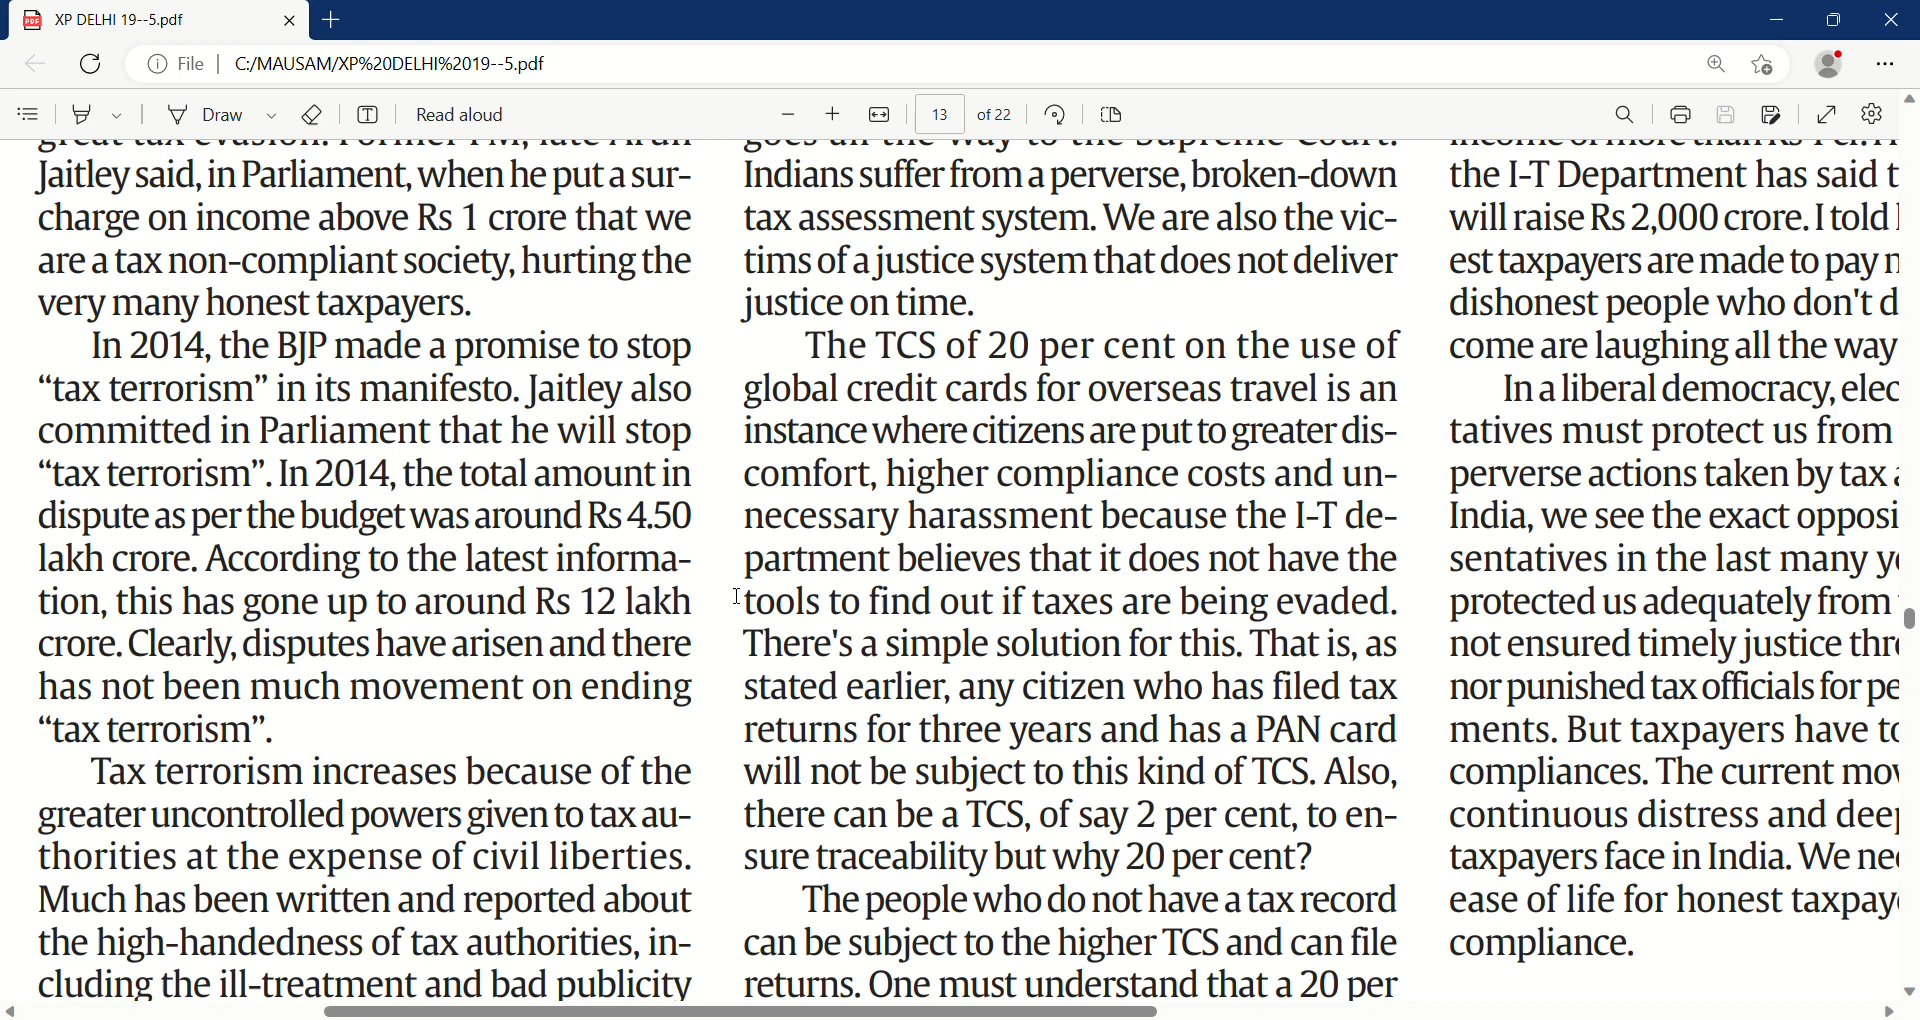 XP DELHI 19--5.pdf
File
C:/MAUSAM/XP%20DELHI%2019--5.pdf
Draw
Read aloud
13
of 22
Jaitley said, in Parliament, when he put a sur-
charge on income above Rs 1 crore that we
are a tax non-compliant society, hurting the
very many honest taxpayers.
In 2014, the BJP made a promise to stop
“tax terrorism” in its manifesto. Jaitley also
committed in Parliament that he will stop
“tax terrorism”. In 2014, the total amount in
dispute as per the budget was around Rs 4.50
lakh crore. According to the latest informa-
tion, this has gone up to around Rs 12 lakh
crore. Clearly, disputes have arisen and there
has not been much movement on ending
“tax terrorism”.
Tax terrorism increases because of the
greater uncontrolled powers given to tax au-
thorities at the expense of civil liberties.
Much has been written and reported about
the high-handedness of tax authorities, in-
cluding the ill-treatment and bad publicity
Indians suffer from a perverse, broken-down
tax assessment system. We are also the vic-
tims of a justice system that does not deliver
justice on time.
The TCS of 20 per cent on the use of
global credit cards for overseas travel is an
instance where citizens are put to greater dis-
comfort, higher compliance costs and un-
necessary harassment because the I-T de-
partment believes that it does not have the
tools to find out if taxes are being evaded.
There's a simple solution for this. That is, as
stated earlier, any citizen who has filed tax
returns for three years and has a PAN card
will not be subject to this kind of TCS. Also,
there can be a TCS, of say 2 per cent, to en-
sure traceability but why 20 per cent?
The people who do not have a tax record
can be subject to the higher TCS and can file
returns. One must understand that a 20 per
the I-T Department has said t
will raise Rs 2,000 crore. I told
est taxpayers are made to pay
dishonest people who don't d
come are laughing all the way
In a liberal democracy, elec
tatives must protect us from
perverse actions taken by tax
India, we see the exact opposi
sentatives in the last many y
protected us adequately from
not ensured timely justice thr
nor punished tax officials for pe
ments. But taxpayers have to
compliances. The current mov
continuous distress and deep
taxpayers face in India. We nee
ease of life for honest taxpay
compliance.